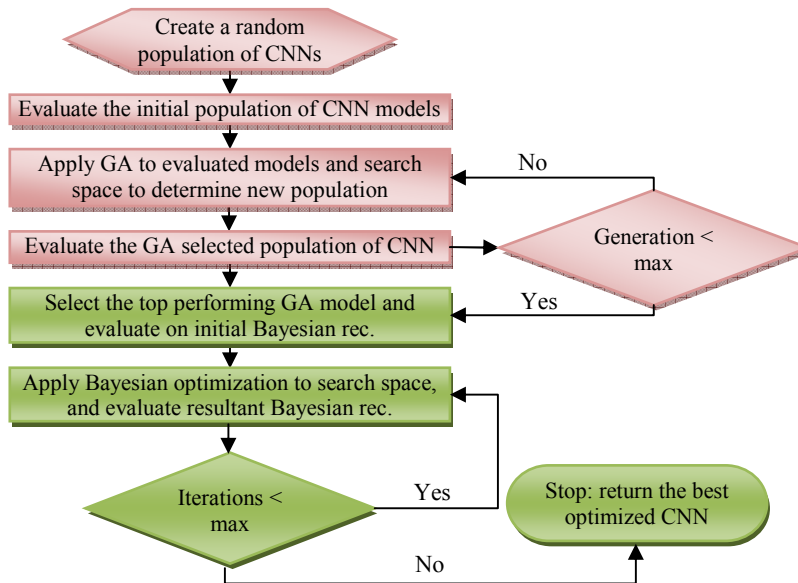 Create a random
population of CNNs
Evaluate the initial population of CNN models
Apply GA to evaluated models and search
space to determine new population
No
Evaluate the GA selected population of CNN
Generation <
max
Select the top performing GA model and
evaluate on initial Bayesian rec.
Yes
Apply Bayesian optimization to search space,
and evaluate resultant Bayesian rec.
Iterations <
max
Yes
Stop: return the best
optimized CNN
No